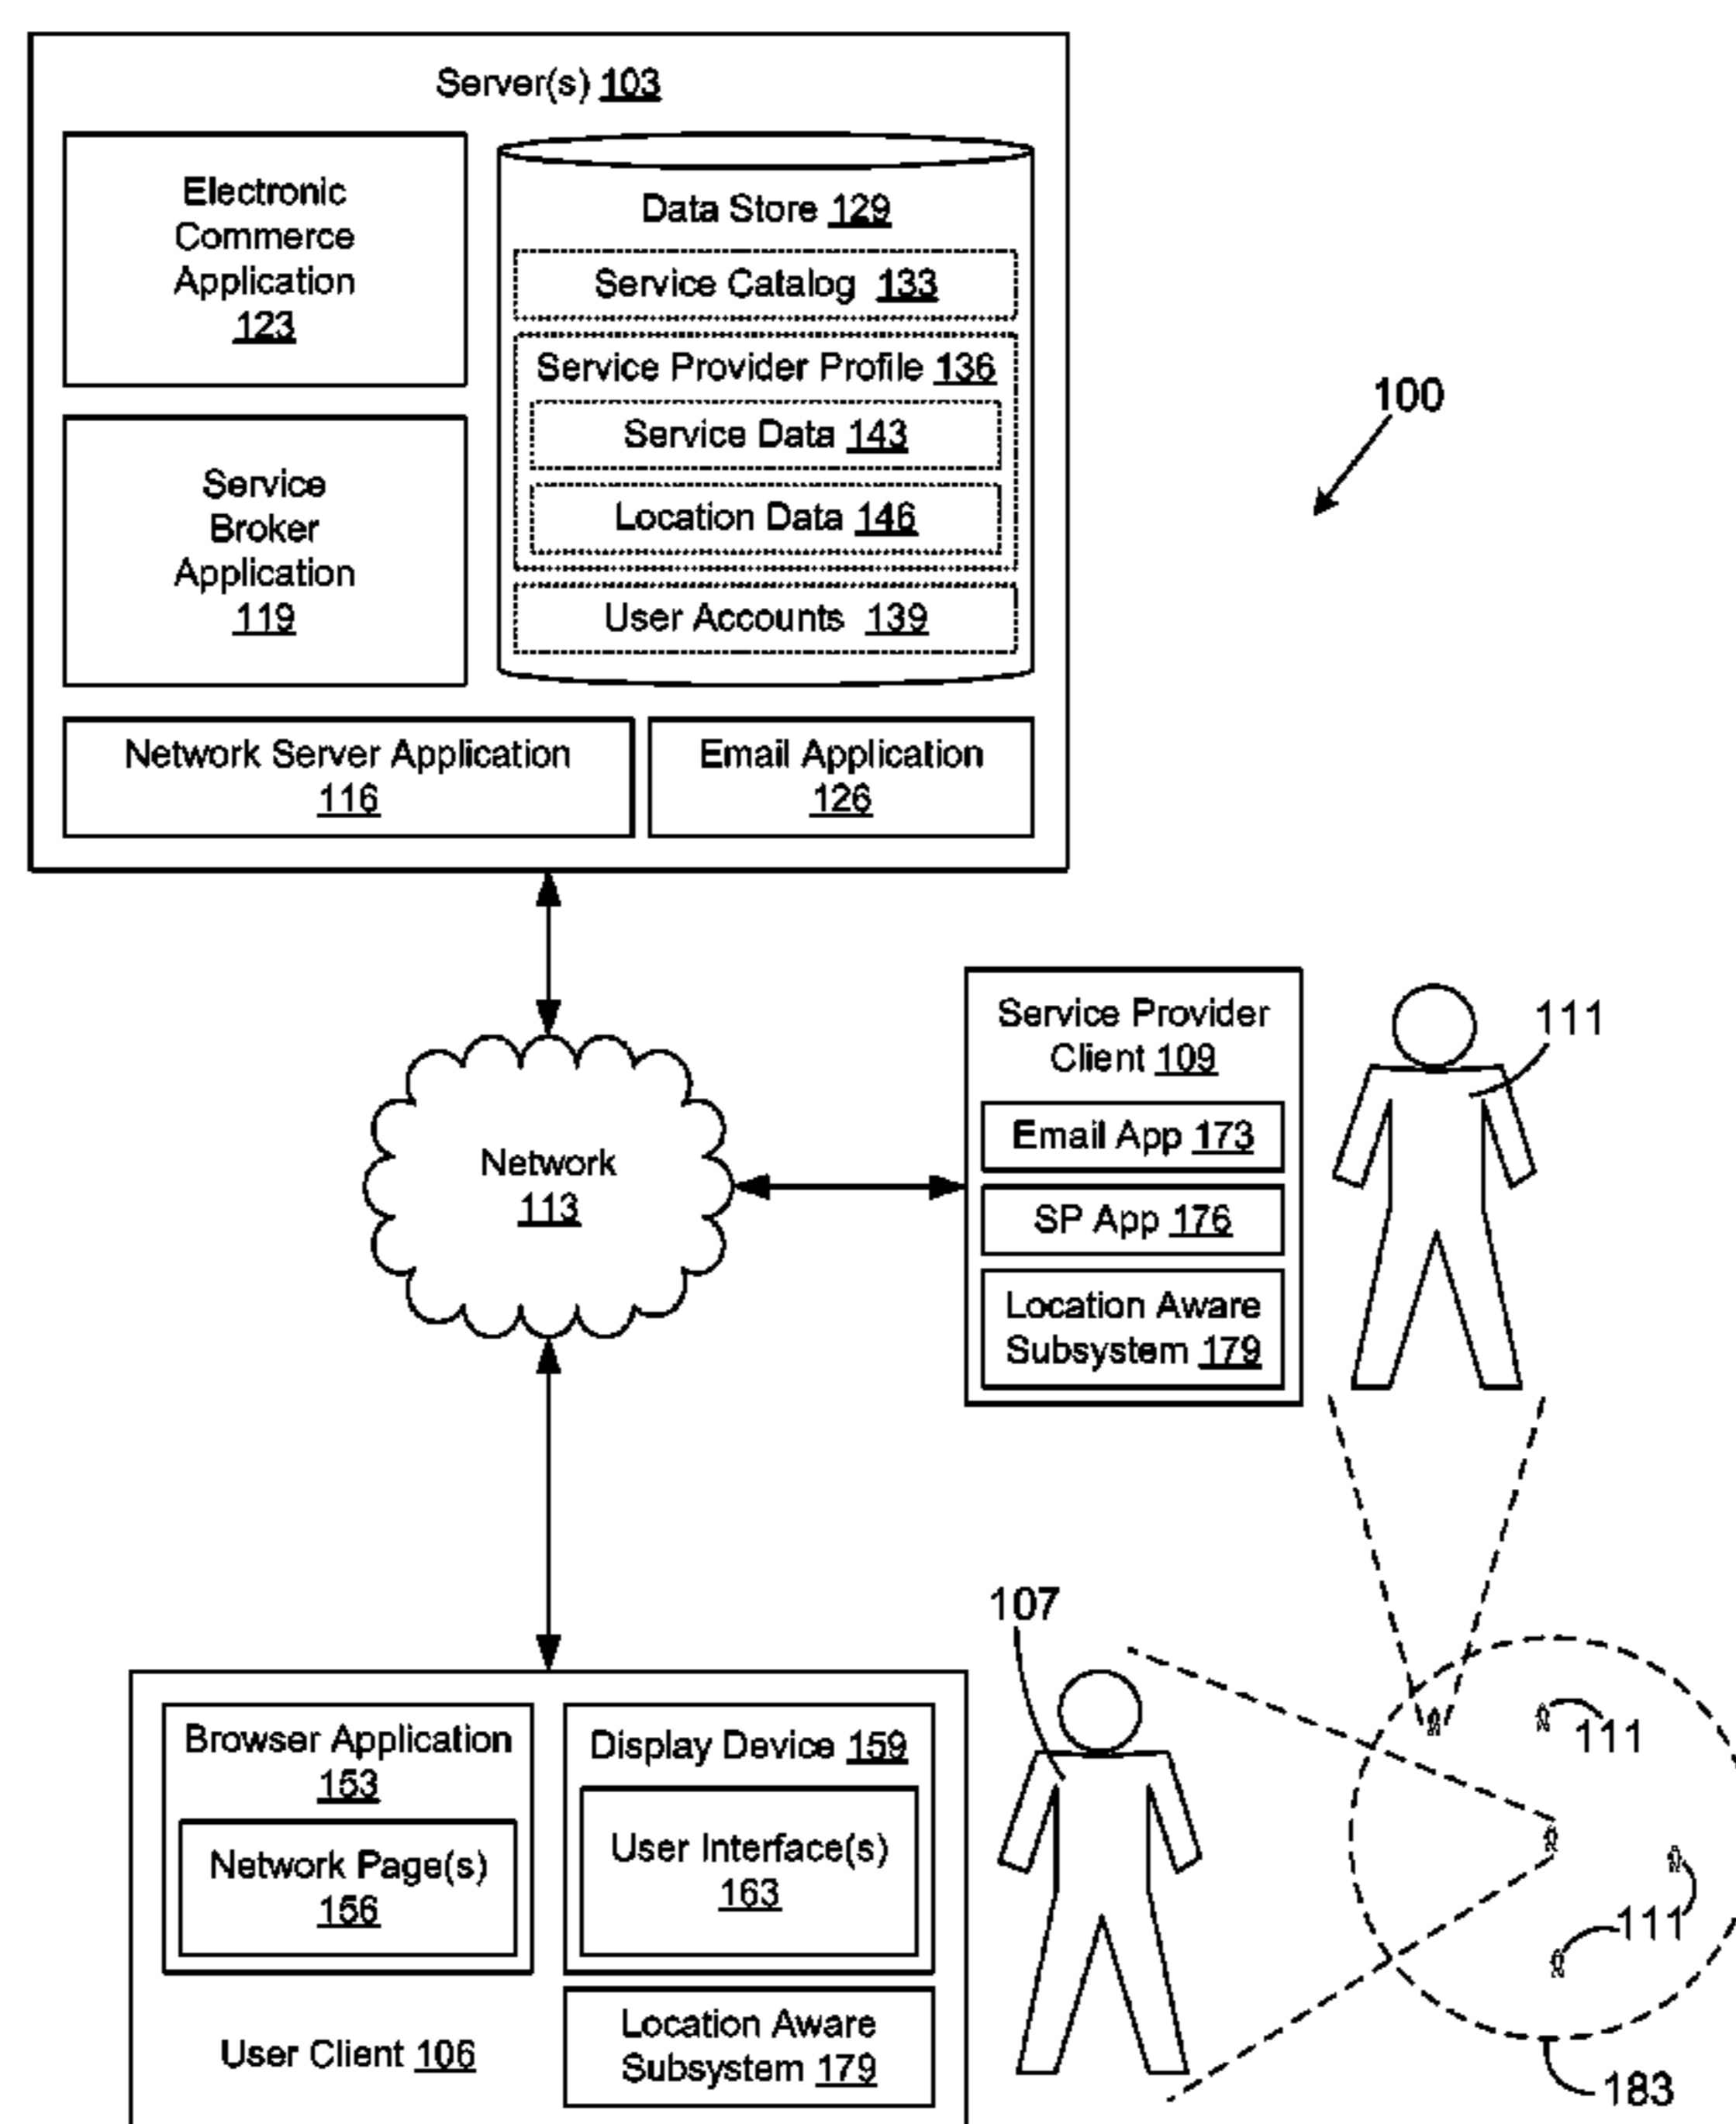 Server(s) 103
Electronic
Commerce
Application
123
Service
Broker
Application
119
Data Store 129
Service Catalog 133
Service Provider Profile 136
Service Data 143
Location Data 146
User Accounts 139
Network Server Application
116
Email Application
126
100
Network
113
Service Provider
Client 109
Email App 173
SP App 176
Location Aware
Subsystem 179
111
107
Browser Application
153
Network Page(s)
156
Display Device 159
User Interface(s)
163
User Client 106
Location Aware
Subsystem 179
111
111
183